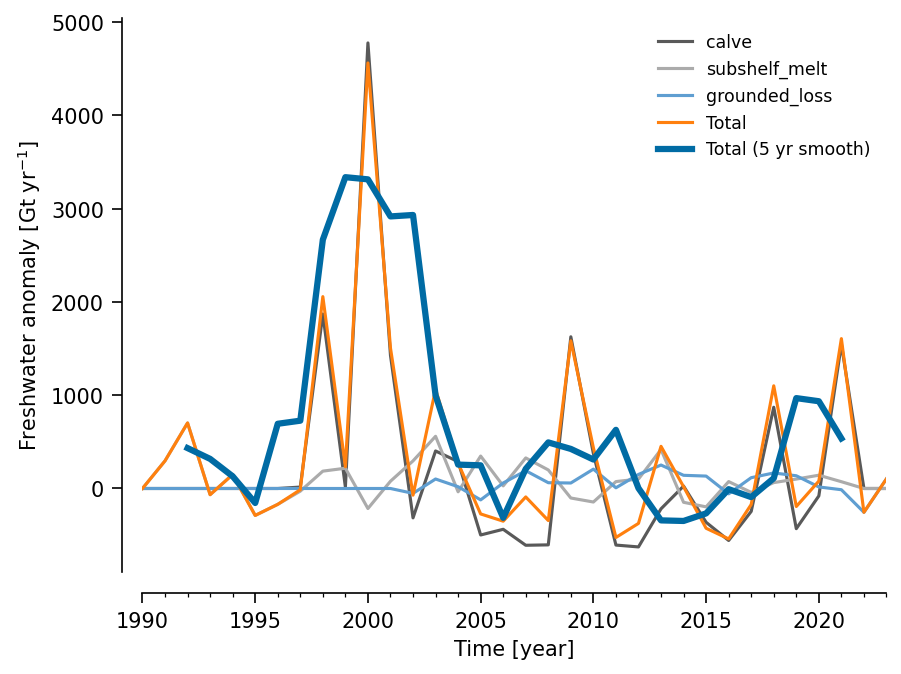 5000
4000
3000
2000
1000
0
Freshwater anomaly [Gt yr⁻¹]
calve
subshelf_melt
grounded_loss
Total
Total (5 yr smooth)
1990 1995 2000 2005 2010 2015 2020
Time [year]